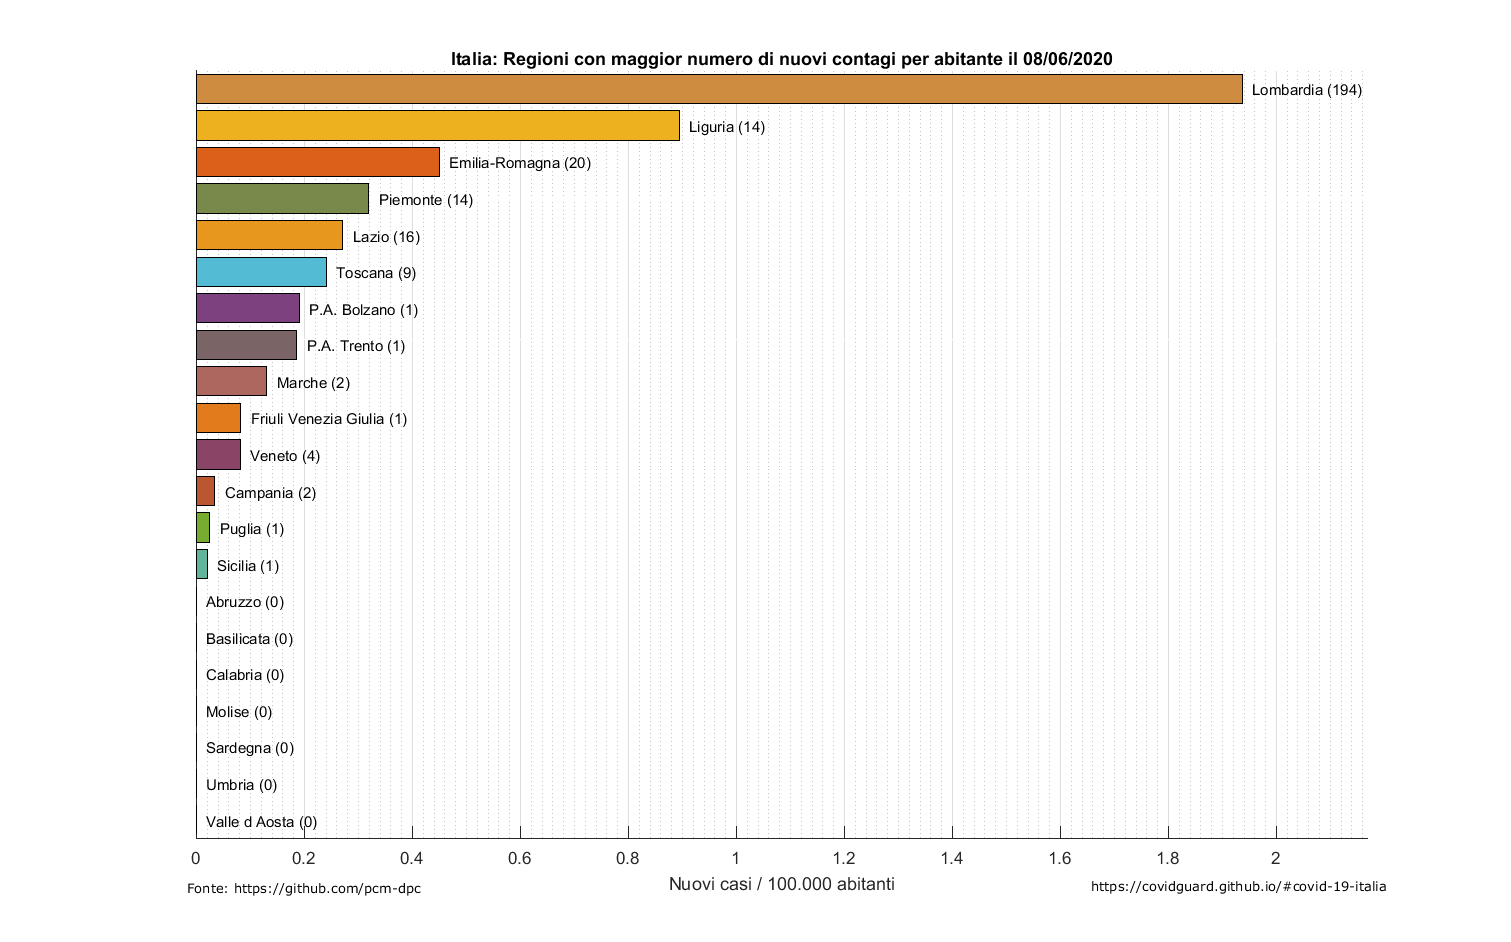 Italia: Regioni con maggior numero di nuovi contagi per abitante il 08/06/2020
Lombardia (194)
Liguria (14)
Emilia-Romagna (20)
Piemonte (14)
Lazio (16)
Toscana (9)
P.A. Bolzano (1)
P.A. Trento (1)
Marche (2)
Friuli Venezia Giulia (1)
Veneto (4)
Campania (2)
Puglia (1)
Sicilia (1)
Abruzzo (0)
Basilicata (0)
Calabria (0)
Molise (0)
Sardegna (0)
Umbria (0)
Valle d Aosta (0)
0 0.2 0.4 0.6 0.8 1 1.2 1.4 1.6 1.8 2
Nuovi casi / 100.000 abitanti
Fonte: https://github.com/pcm-dpc
https://covidguard.github.io/#covid-19-italia